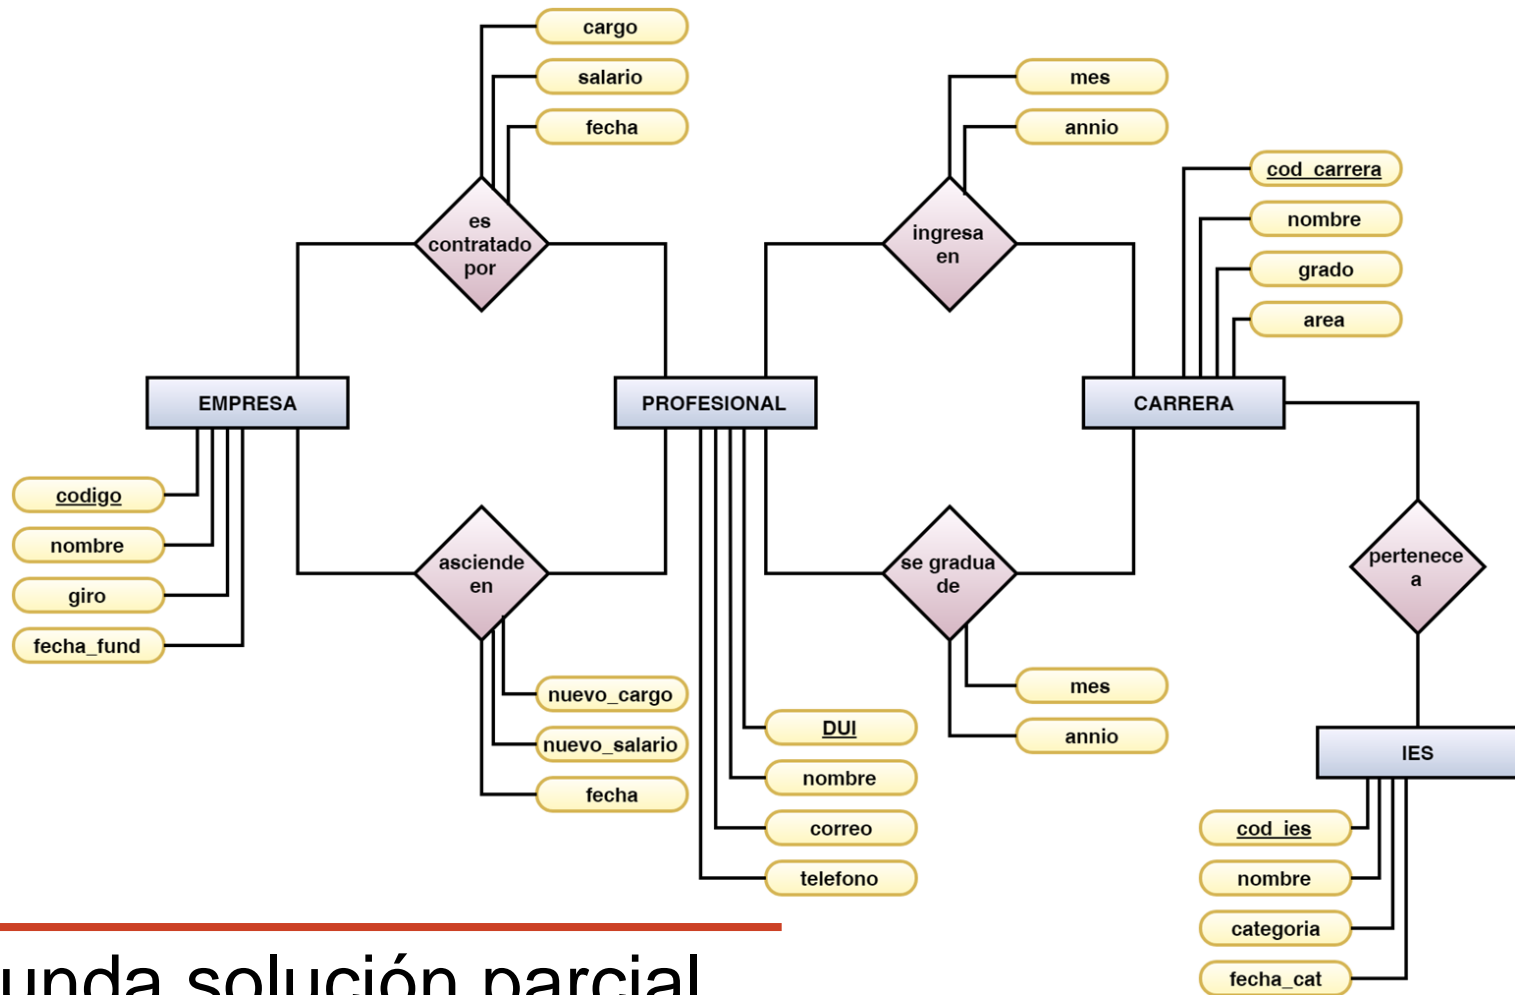 cargo
salario
fecha
mes
annio
cod_carrera
nombre
grado
area
es
contratado
por
ingresa
en
EMPRESA
PROFESIONAL
CARRERA
codigo
nombre
giro
fecha_fund
asciende
en
se gradua
de
pertenece
a
nuevo_cargo
nuevo_salario
fecha
DUI
nombre
correo
telefono
mes
annio
IES
cod_ies
nombre
categoria
fecha_cat
unda solución parcial